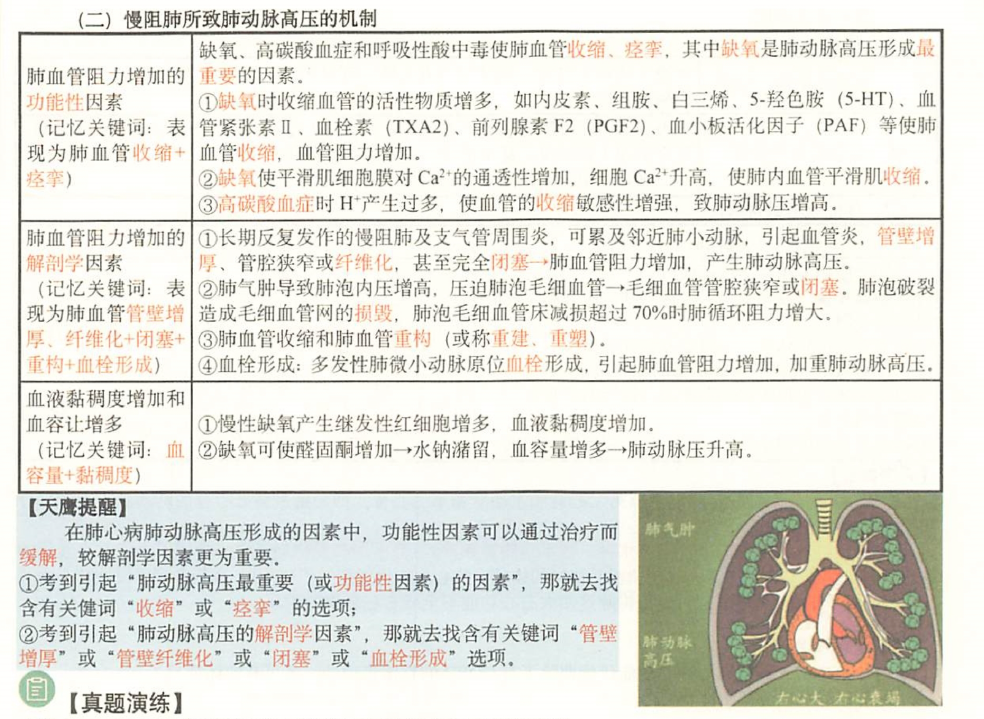 （二）慢阻肺所致肺动脉高压的机制
肺血管阻力增加的
功能性因素
（记忆关键词：表
现为肺血管收缩+
痉挛）
缺氧、高碳酸血症和呼吸性酸中毒使肺血管收缩、痉挛，其中缺氧是肺动脉高压形成最
重要的因素。
①缺氧时收缩血管的活性物质增多，如内皮素、组胺、白三烯、5-羟色胺（5-HT）、血
管紧张素Ⅱ、血栓素（TXA2）、前列腺素 F2（PGF2）、血小板活化因子（PAF）等使肺
血管收缩，血管阻力增加。
②缺氧使平滑肌细胞膜对 Ca²⁺的通透性增加，细胞 Ca²⁺升高，使肺内血管平滑肌收缩。
③高碳酸血症时 H⁺产生过多，使血管的收缩敏感性增强，致肺动脉压增高。
肺血管阻力增加的
解剖学因素
（记忆关键词：表
现为肺血管管壁增
厚、纤维化+闭塞+
重构+血栓形成）
①长期反复发作的慢阻肺及支气管周围炎，可累及邻近肺小动脉，引起血管炎，管壁增
厚、管腔狭窄或纤维化，甚至完全闭塞→肺血管阻力增加，产生肺动脉高压。
②肺气肿导致肺泡内压增高，压迫肺泡毛细血管→毛细血管管腔狭窄或闭塞。肺泡破裂
造成毛细血管网的损毁，肺泡毛细血管床减损超过 70%时肺循环阻力增大。
③肺血管收缩和肺血管重构（或称重建、重塑）。
④血栓形成：多发性肺微小动脉原位血栓形成，引起肺血管阻力增加，加重肺动脉高压。
血液黏稠度增加和
血容让增多
（记忆关键词：血
容量+黏稠度）
①慢性缺氧产生继发性红细胞增多，血液黏稠度增加。
②缺氧可使醛固酮增加→水钠潴留，血容量增多→肺动脉压升高。
【天鹰提醒】
在肺心病肺动脉高压形成的因素中，功能性因素可以通过治疗而
缓解，较解剖学因素更为重要。
①考到引起“肺动脉高压最重要（或功能性因素）的因素”，那就去找
含有关健词“收缩”或“痉挛”的选项；
②考到引起“肺动脉高压的解剖学因素”，那就去找含有关键词“管壁
增厚”或“管壁纤维化”或“闭塞”或“血栓形成”选项。
肺气肿
肺动脉
高压
右心大 右心衰竭
【真题演练】